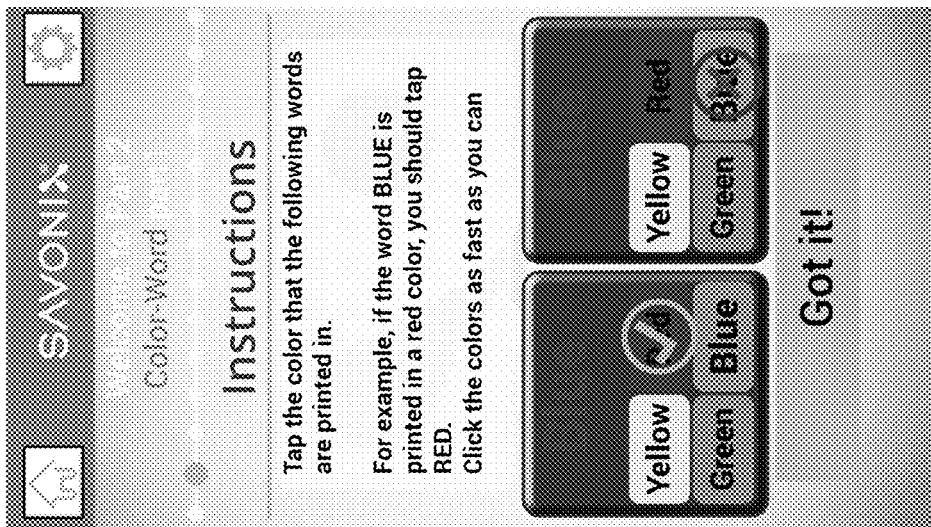 SAVONIX
Color-Word
Instructions
Tap the color that the following words
are printed in.
For example, if the word BLUE is
printed in a red color, you should tap
RED.
Click the colors as fast as you can
Yellow
Green Blue
Yellow Red
Green Blue
Got it!